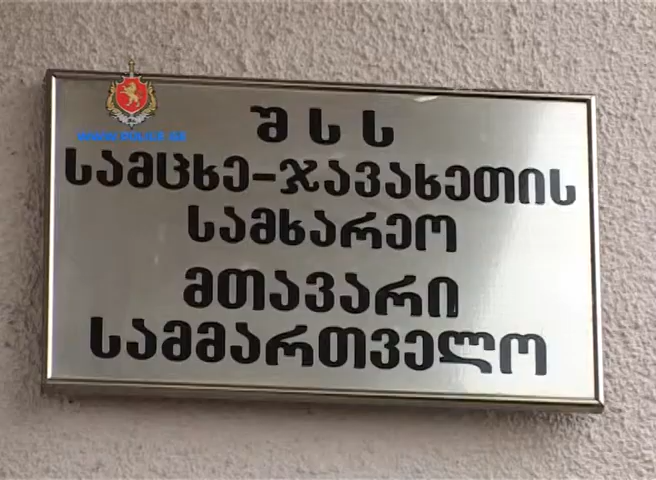 შ ს ს
სამცხე-ჯავახეთის
სამხარეო
მთავარი
სამმართველო